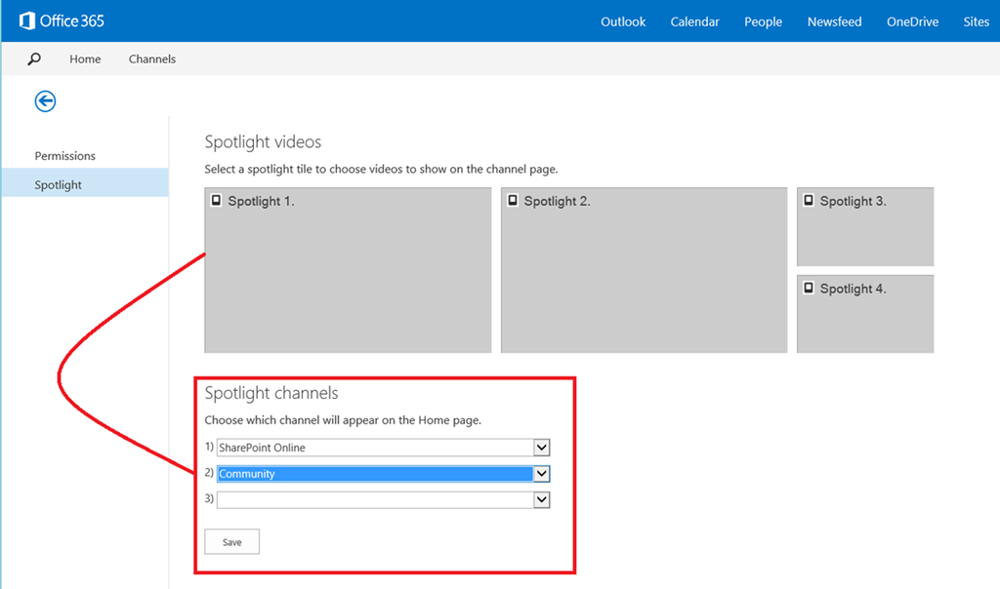 Office 365
Outlook Calendar People Newsfeed OneDrive Sites
Home Channels
Permissions
Spotlight
Spotlight videos
Select a spotlight tile to choose videos to show on the channel page.
Spotlight 1.
Spotlight 2.
Spotlight 3.
Spotlight 4.
Spotlight channels
Choose which channel will appear on the Home page.
1) SharePoint Online
2) Community
3)
Save